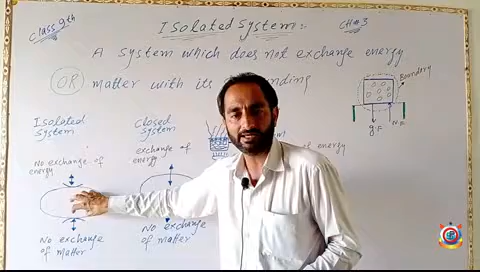 Class 9th
Isolated System:-
CH#3
A system which does not exchange energy
OR matter with its
Boundary
Isolated
System
Closed
System
No exchange of
energy
exchange of
energy
of energy
g.F
N.F
No exchange
of matter
No exchange
of matter